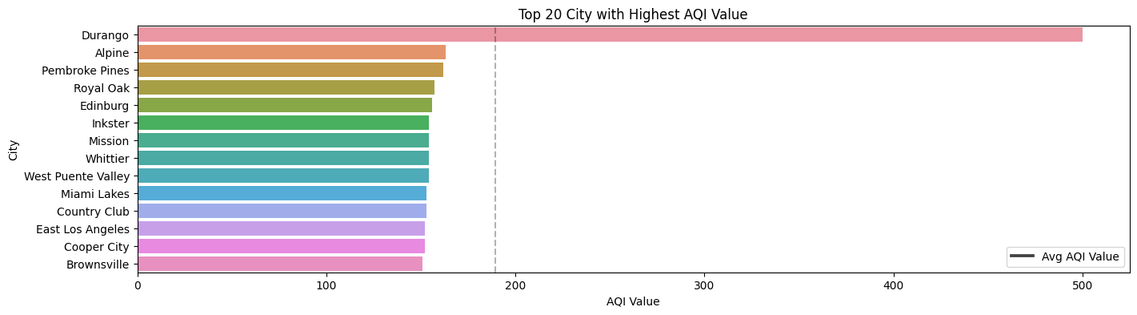 Top 20 City with Highest AQI Value
City
Durango
Alpine
Pembroke Pines
Royal Oak
Edinburg
Inkster
Mission
Whittier
West Puente Valley
Miami Lakes
Country Club
East Los Angeles
Cooper City
Brownsville
Avg AQI Value
0 100 200 300 400 500
AQI Value